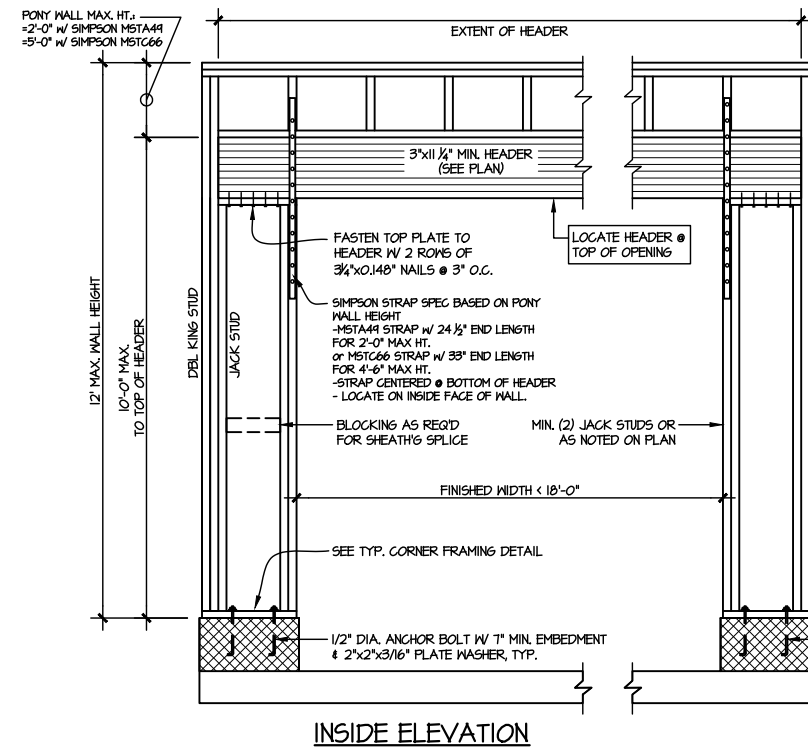 PONY WALL MAX. HT.:
=2'-0" W/ SIMPSON MSTA49
=5'-0" W/ SIMPSON MSTC66
EXTENT OF HEADER
3"x11 1/4" MIN. HEADER
(SEE PLAN)
FASTEN TOP PLATE TO
HEADER W/ 2 ROWS OF
3 1/4"x0.148" NAILS @ 3" O.C.
LOCATE HEADER @
TOP OF OPENING
SIMPSON STRAP SPEC BASED ON PONY
WALL HEIGHT
-MSTA49 STRAP W/ 24 1/2" END LENGTH
FOR 2'-0" MAX HT.
or MSTC66 STRAP W/ 33" END LENGTH
FOR 4'-6" MAX HT.
-STRAP CENTERED @ BOTTOM OF HEADER
- LOCATE ON INSIDE FACE OF WALL.
12' MAX. WALL HEIGHT
10'-0" MAX.
TO TOP OF HEADER
DBL KING STUD
JACK STUD
BLOCKING AS REQ'D
FOR SHEATH'G SPLICE
MIN. (2) JACK STUDS OR
AS NOTED ON PLAN
FINISHED WIDTH < 18'-0"
SEE TYP. CORNER FRAMING DETAIL
1/2" DIA. ANCHOR BOLT W/ 7" MIN. EMBEDMENT
& 2"x2"x3/16" PLATE WASHER, TYP.
INSIDE ELEVATION